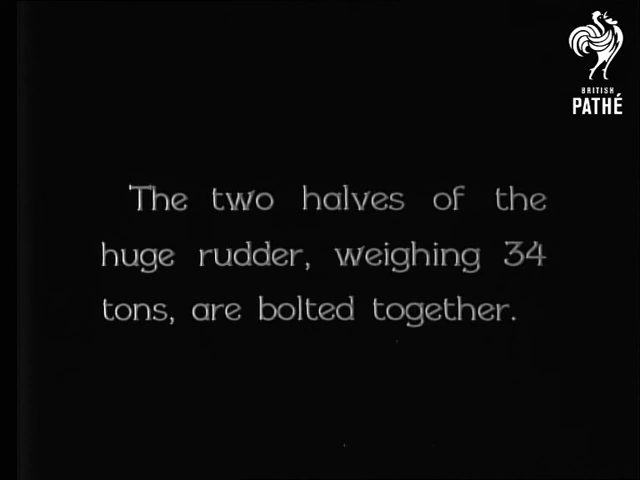 BRITISH
PATHÉ
The two halves of the
huge rudder, weighing 34
tons, are bolted together.